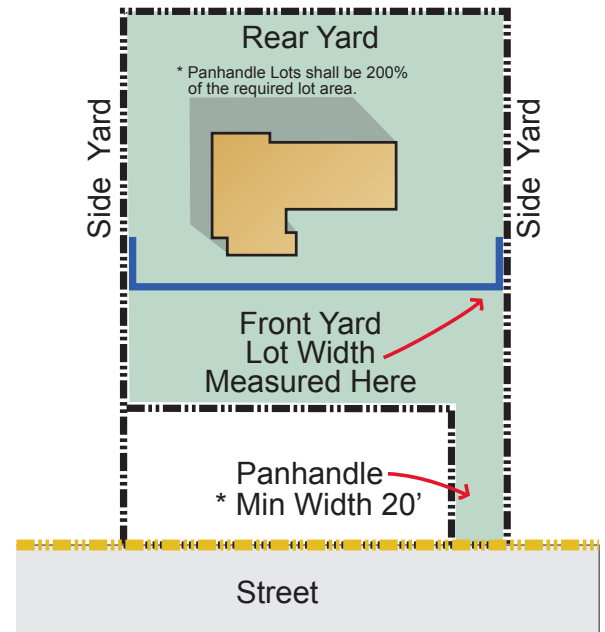 Rear Yard
* Panhandle Lots shall be 200%
of the required lot area.
Side Yard
Side Yard
Front Yard
Lot Width
Measured Here
Panhandle
* Min Width 20’
Street